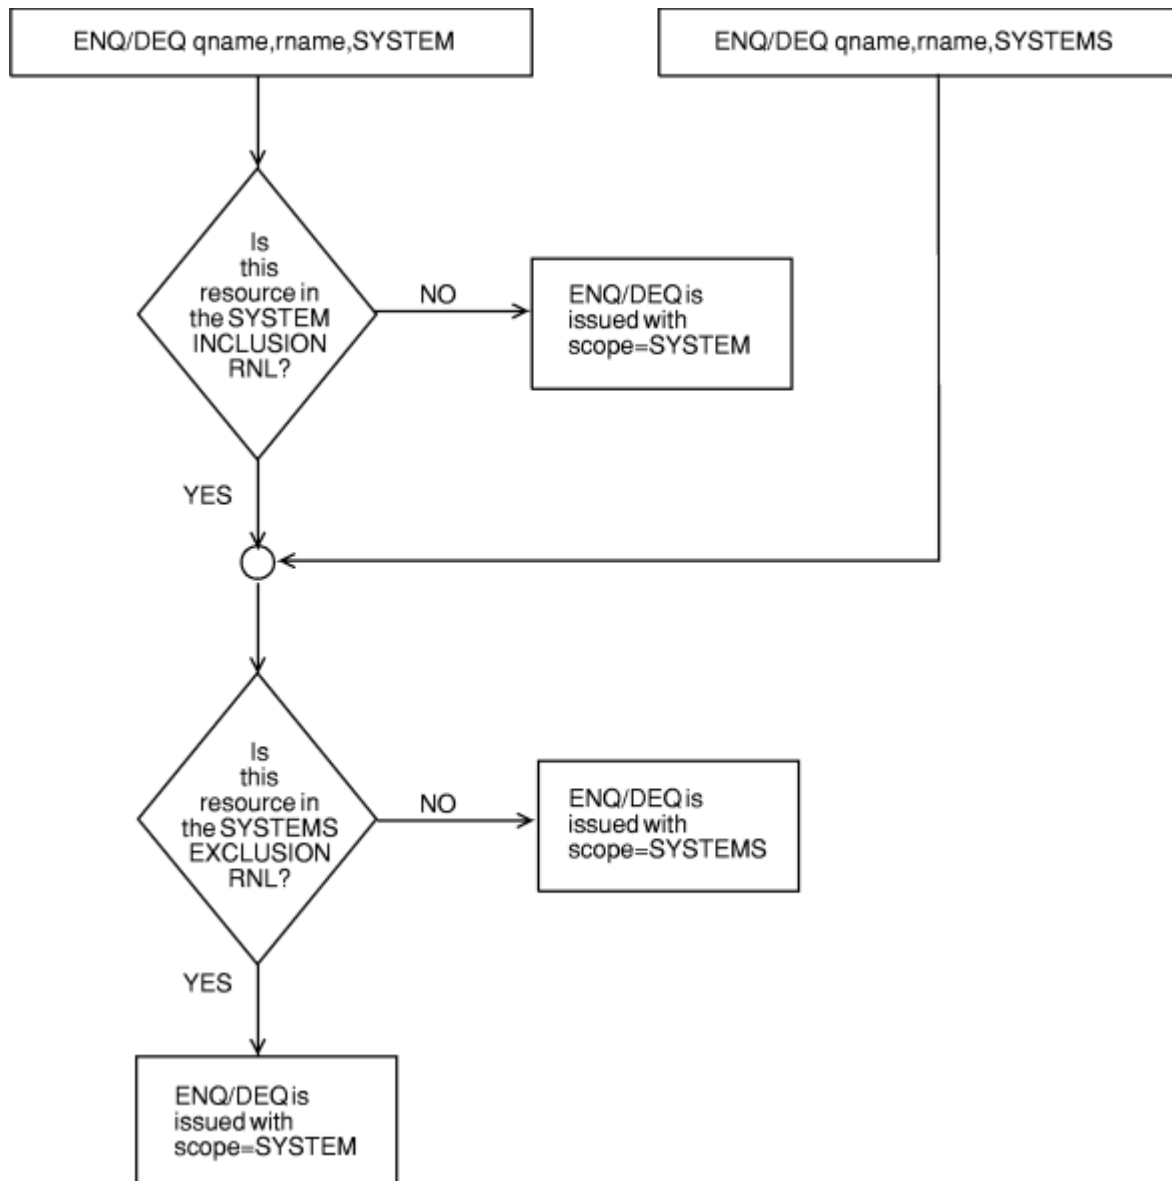 ENQ/DEQ qname,rname,SYSTEM
ENQ/DEQ qname,rname,SYSTEMS
Is
this
resource in
the SYSTEM
INCLUSION
RNL?
NO
ENQ/DEQ is
issued with
scope=SYSTEM
YES
Is
this
resource in
the SYSTEMS
EXCLUSION
RNL?
NO
ENQ/DEQ is
issued with
scope=SYSTEMS
YES
ENQ/DEQ is
issued with
scope=SYSTEM